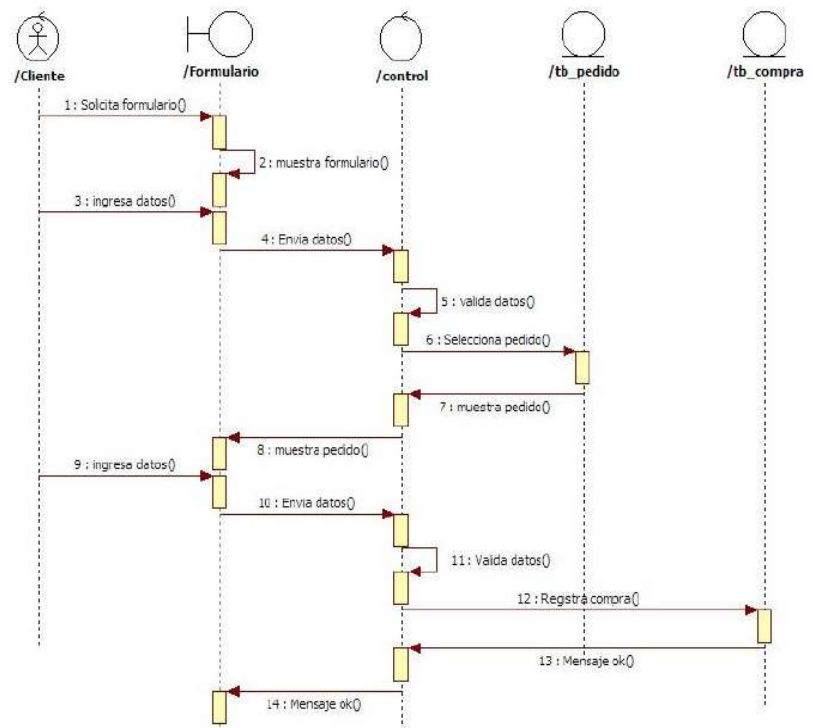 /Cliente
/Formulario
/control
/tb_pedido
/tb_compra
1 : Solcita formulario()
2 : muestra formulario()
3 : ingresa datos()
4 : Envia datos()
5 : valida datos()
6 : Selecciona pedido()
7 : muestra pedido()
8 : muestra pedido()
9 : ingresa datos()
10 : Envia datos()
11 : Valida datos()
12 : Registra compra()
13 : Mensaje ok()
14 : Mensaje ok()